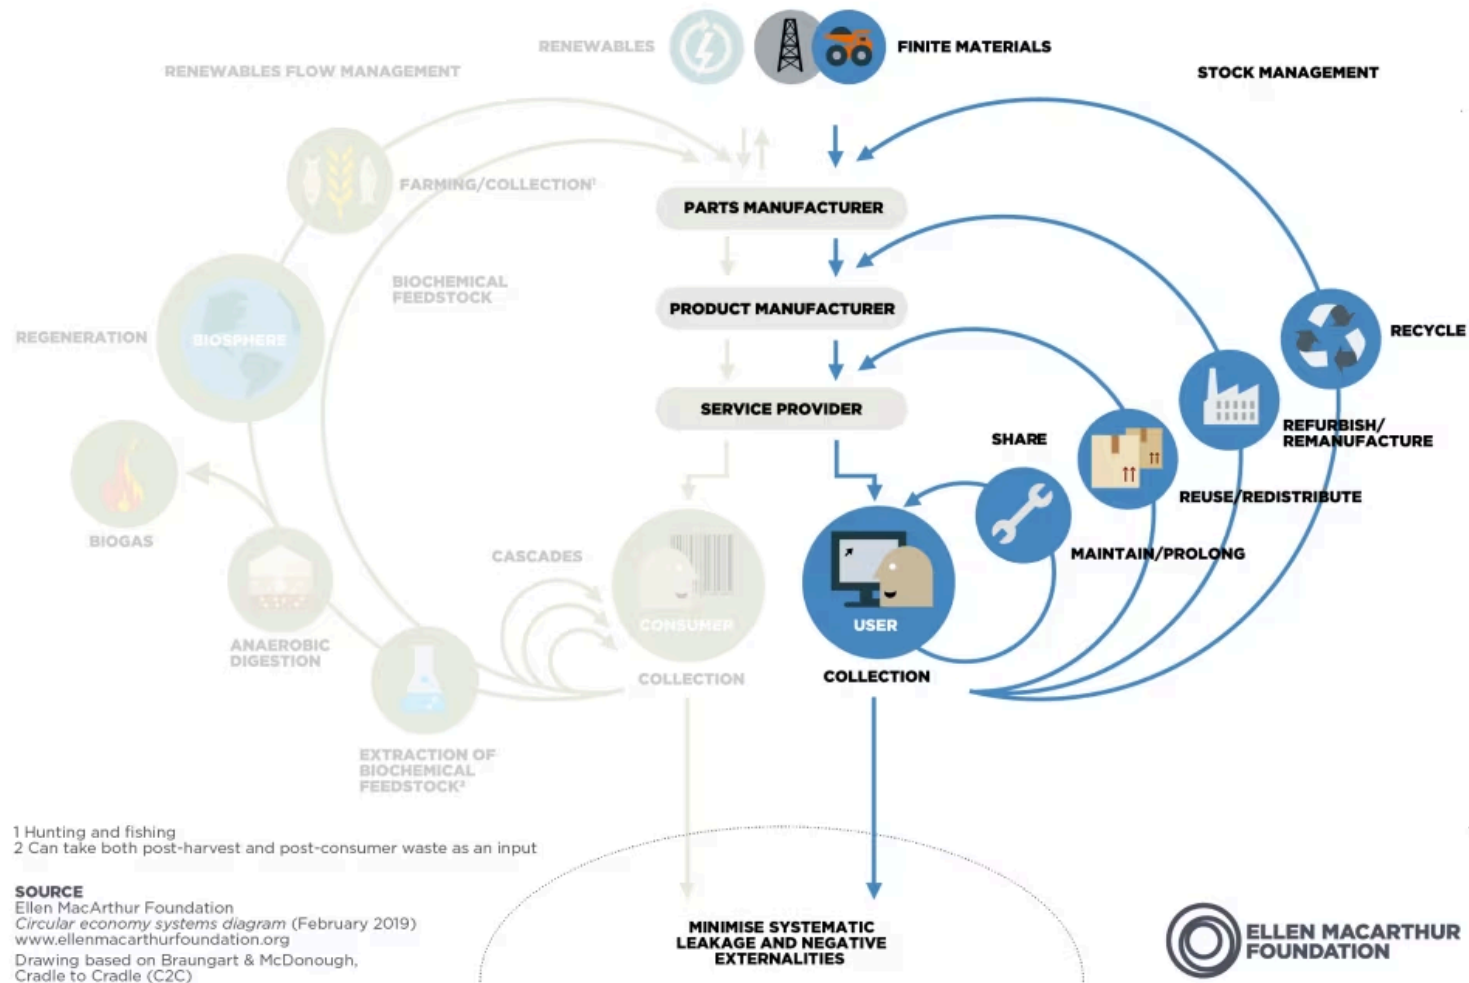 RENEWABLES
FINITE MATERIALS
RENEWABLES FLOW MANAGEMENT
STOCK MANAGEMENT
FARMING/COLLECTION¹
PARTS MANUFACTURER
BIOCHEMICAL
FEEDSTOCK
PRODUCT MANUFACTURER
REGENERATION
BIOSPHERE
RECYCLE
SERVICE PROVIDER
SHARE
REFURBISH/
REMANUFACTURE
REUSE/REDISTRIBUTE
BIOGAS
CASCADES
MAINTAIN/PROLONG
CONSUMER
USER
ANAEROBIC
DIGESTION
COLLECTION
COLLECTION
EXTRACTION OF
BIOCHEMICAL
FEEDSTOCK²
1 Hunting and fishing
2 Can take both post-harvest and post-consumer waste as an input
SOURCE
Ellen MacArthur Foundation
Circular economy systems diagram (February 2019)
www.ellenmacarthurfoundation.org
Drawing based on Braungart & McDonough,
Cradle to Cradle (C2C)
MINIMISE SYSTEMATIC
LEAKAGE AND NEGATIVE
EXTERNALITIES
ELLEN MACARTHUR
FOUNDATION